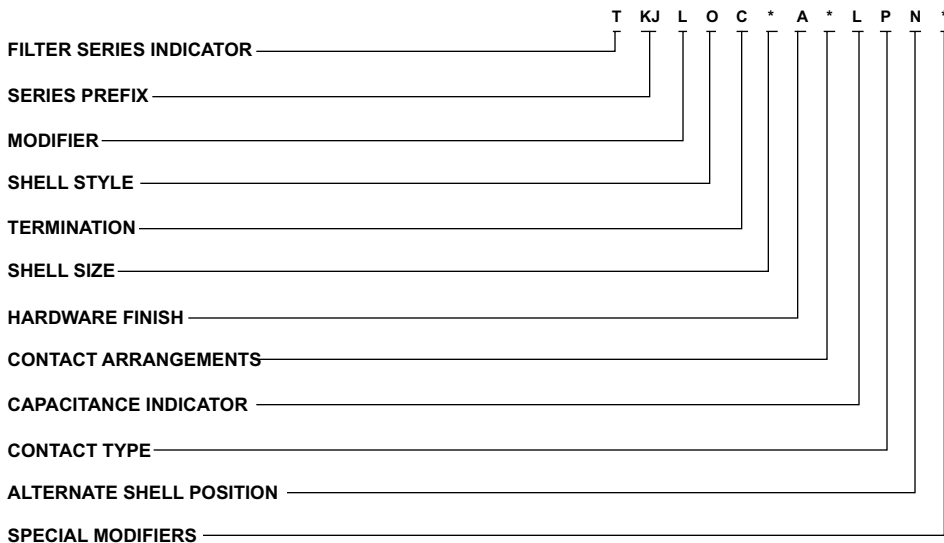 T KJ L O C * A * L P N *
FILTER SERIES INDICATOR
SERIES PREFIX
MODIFIER
SHELL STYLE
TERMINATION
SHELL SIZE
HARDWARE FINISH
CONTACT ARRANGEMENTS
CAPACITANCE INDICATOR
CONTACT TYPE
ALTERNATE SHELL POSITION
SPECIAL MODIFIERS